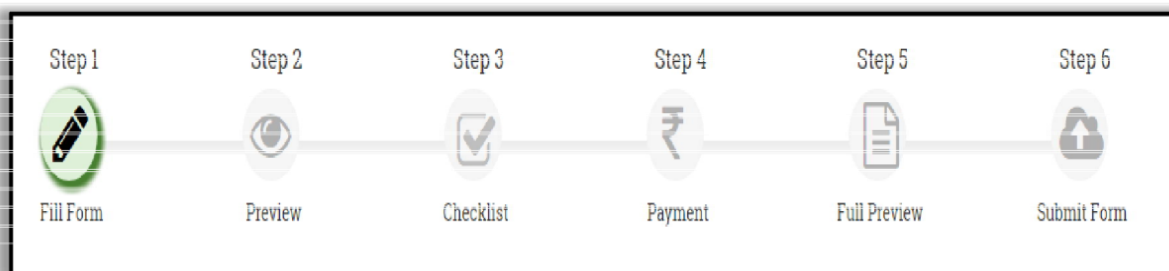 Step 1 Step 2 Step 3 Step 4 Step 5 Step 6
₹
Fill Form Preview Checklist Payment Full Preview Submit Form